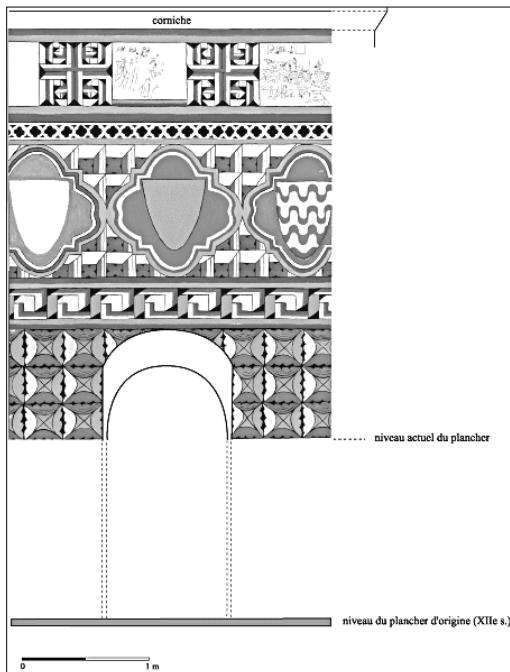 corniche
niveau actuel du plancher
niveau du plancher d'origine (XIIe s.)
0 1 m